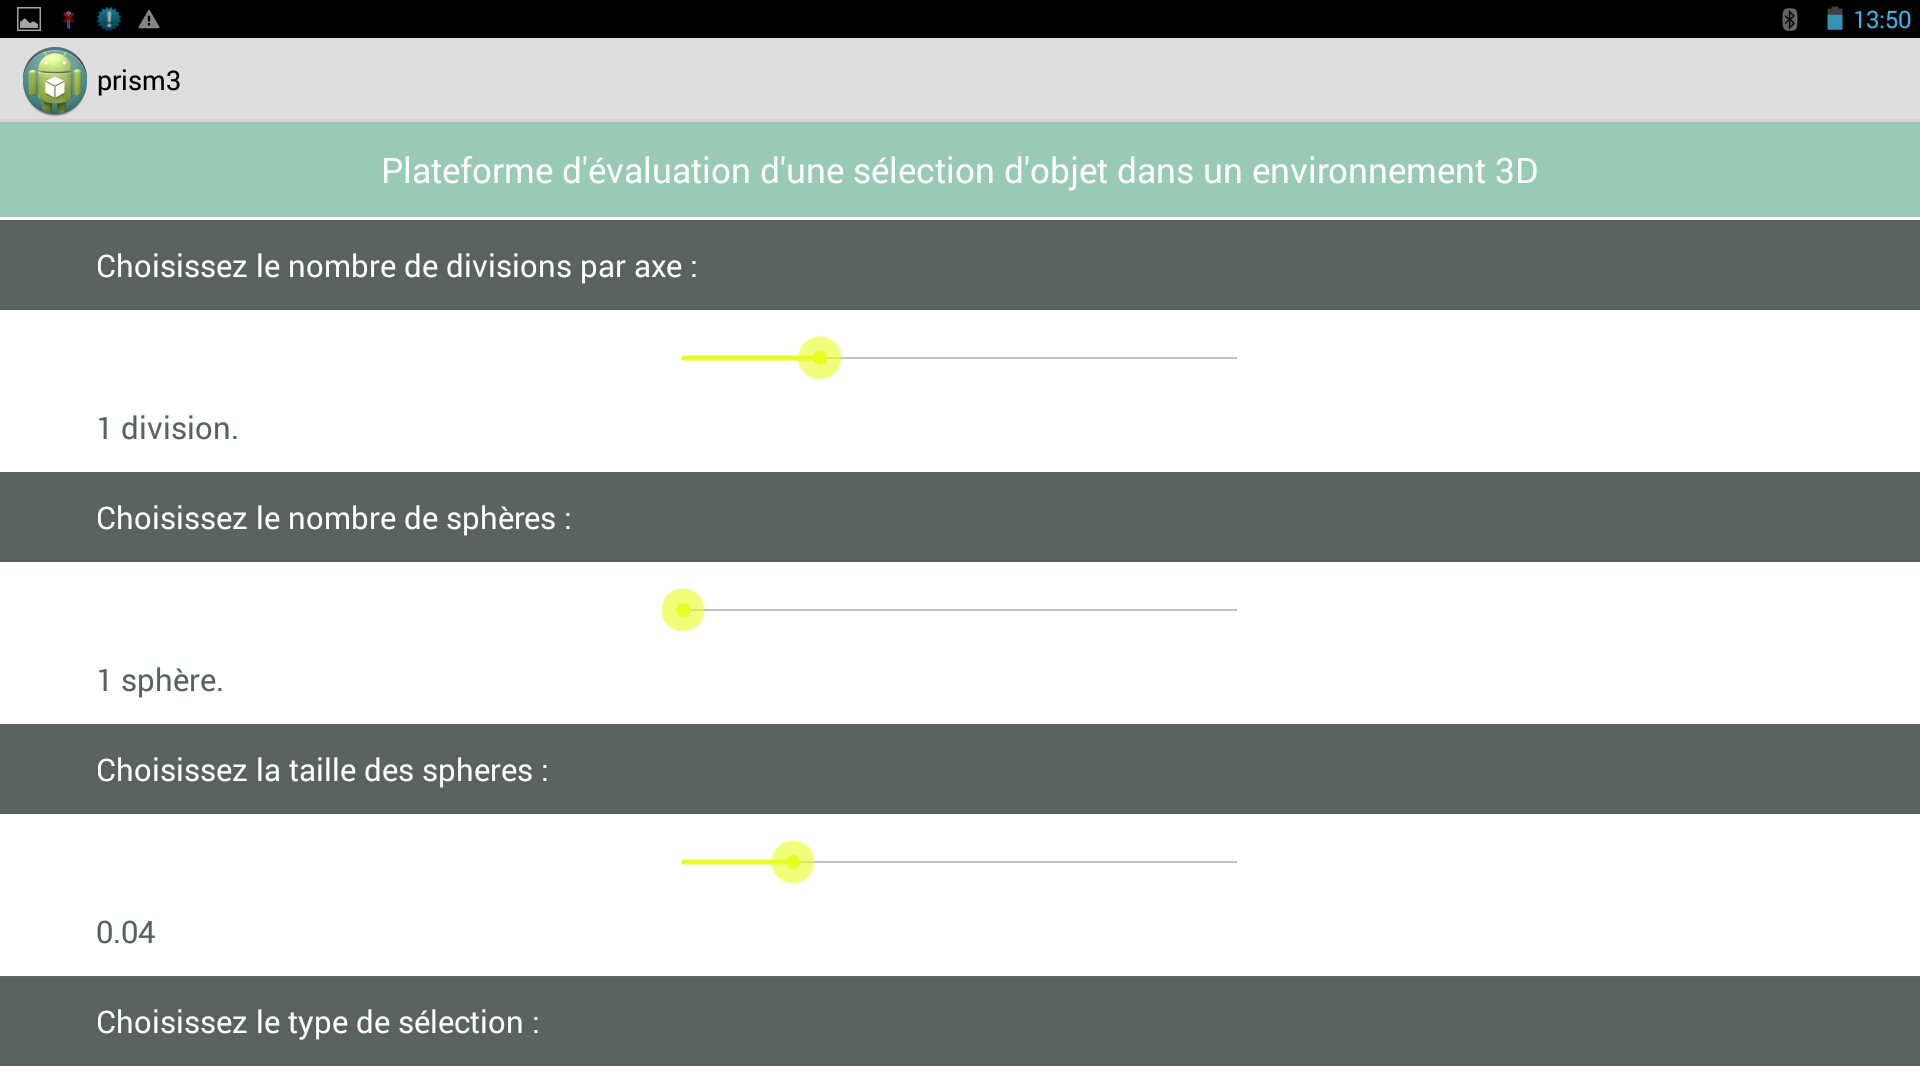 13:50
prism3
Plateforme d'évaluation d'une sélection d'objet dans un environnement 3D
Choisissez le nombre de divisions par axe :
1 division.
Choisissez le nombre de sphères :
1 sphère.
Choisissez la taille des spheres :
0.04
Choisissez le type de sélection :